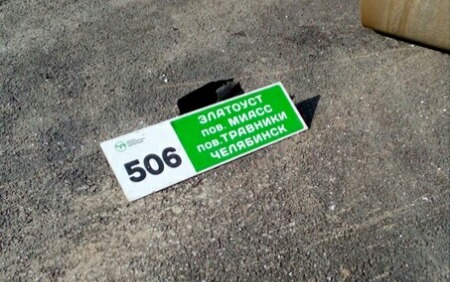 506
ЗЛАТОУСТ
пов. МИАСС
пов.ТРАВНИКИ
ЧЕЛЯБИНСК